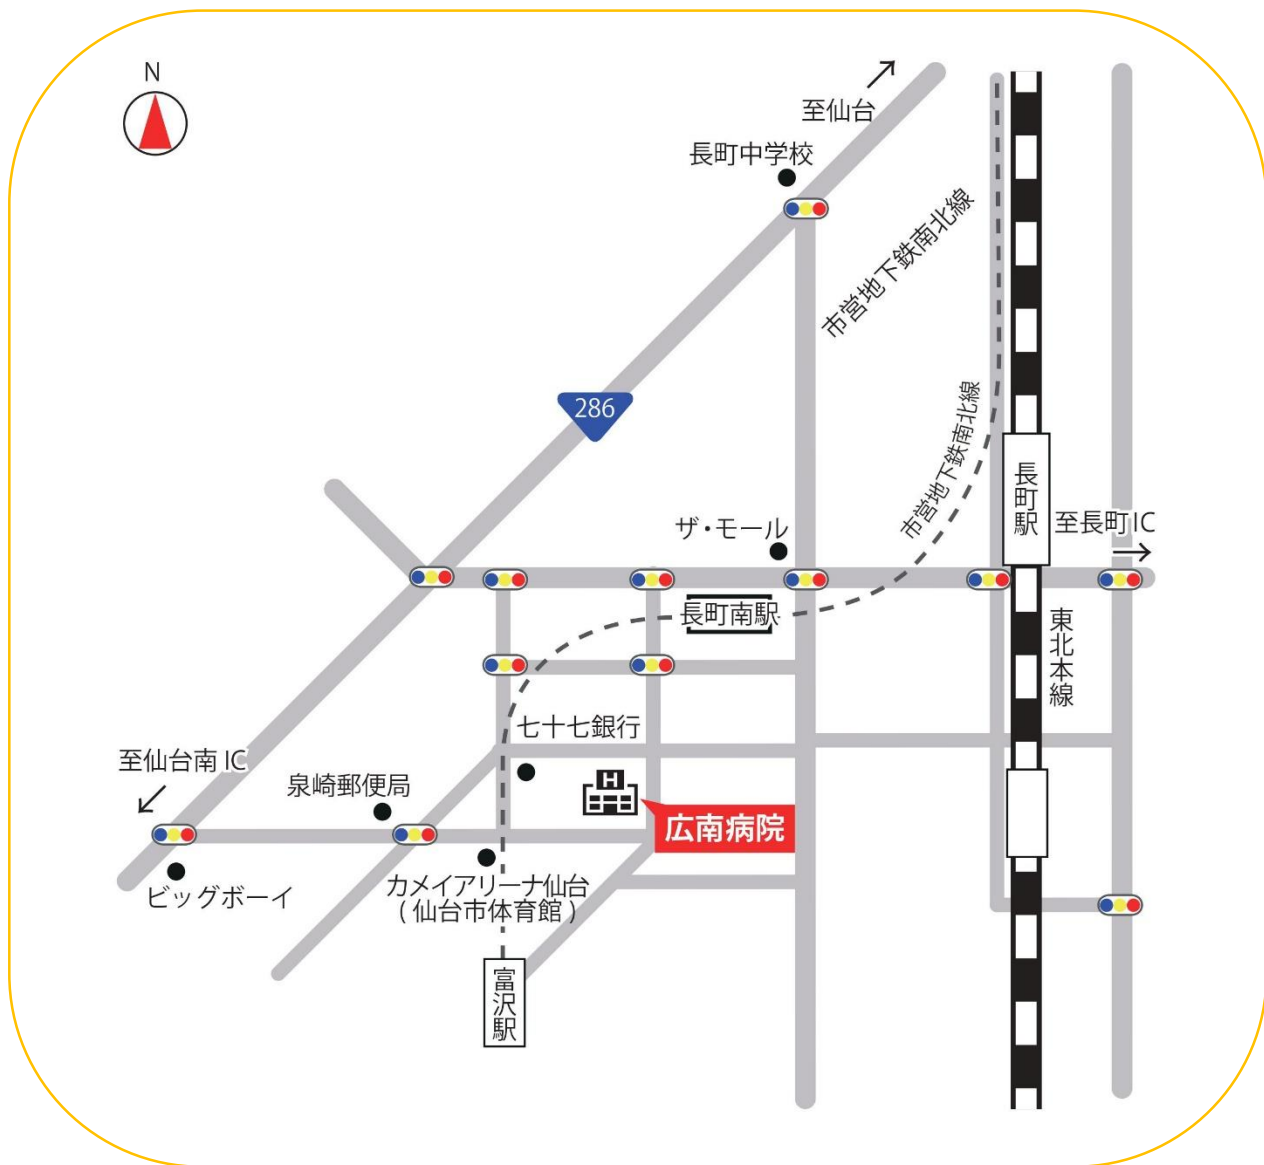 N
至仙台
長町中学校
市営地下鉄南北線
286
市営地下鉄南北線
長町駅
ザ・モール
至長町IC
長町南駅
東北本線
七十七銀行
至仙台南IC
泉崎郵便局
H
広南病院
カメイアリーナ仙台
(仙台市体育館)
ビッグボーイ
富沢駅